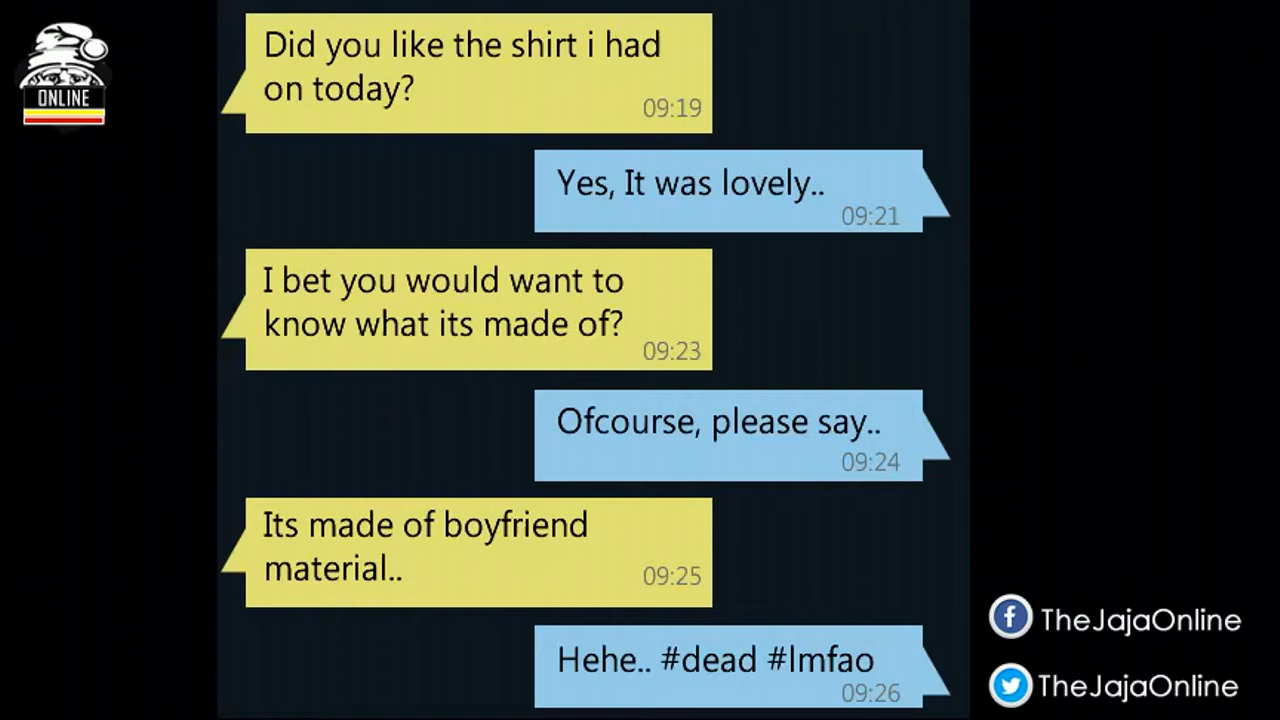 ONLINE
Did you like the shirt i had
on today?
09:19
Yes, It was lovely..
09:21
I bet you would want to
know what its made of?
09:23
Ofcourse, please say..
09:24
Its made of boyfriend
material..
09:25
Hehe.. #dead #lmfao
09:26
TheJajaOnline
TheJajaOnline